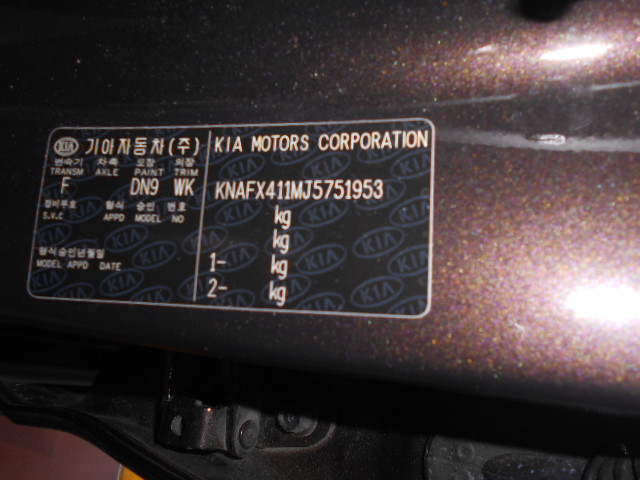 KIA 기아자동차(주)
변속기 차축 도장 외장
TRANSM AXLE PAINT TRIM
F DN9 WK
정비부호 형식 승인 번호
S.V.C APPD MODEL NO
형식승인년월일
MODEL APPD DATE
KIA MOTORS CORPORATION
KNAFX411MJ5751953
kg
kg
1- kg
2- kg